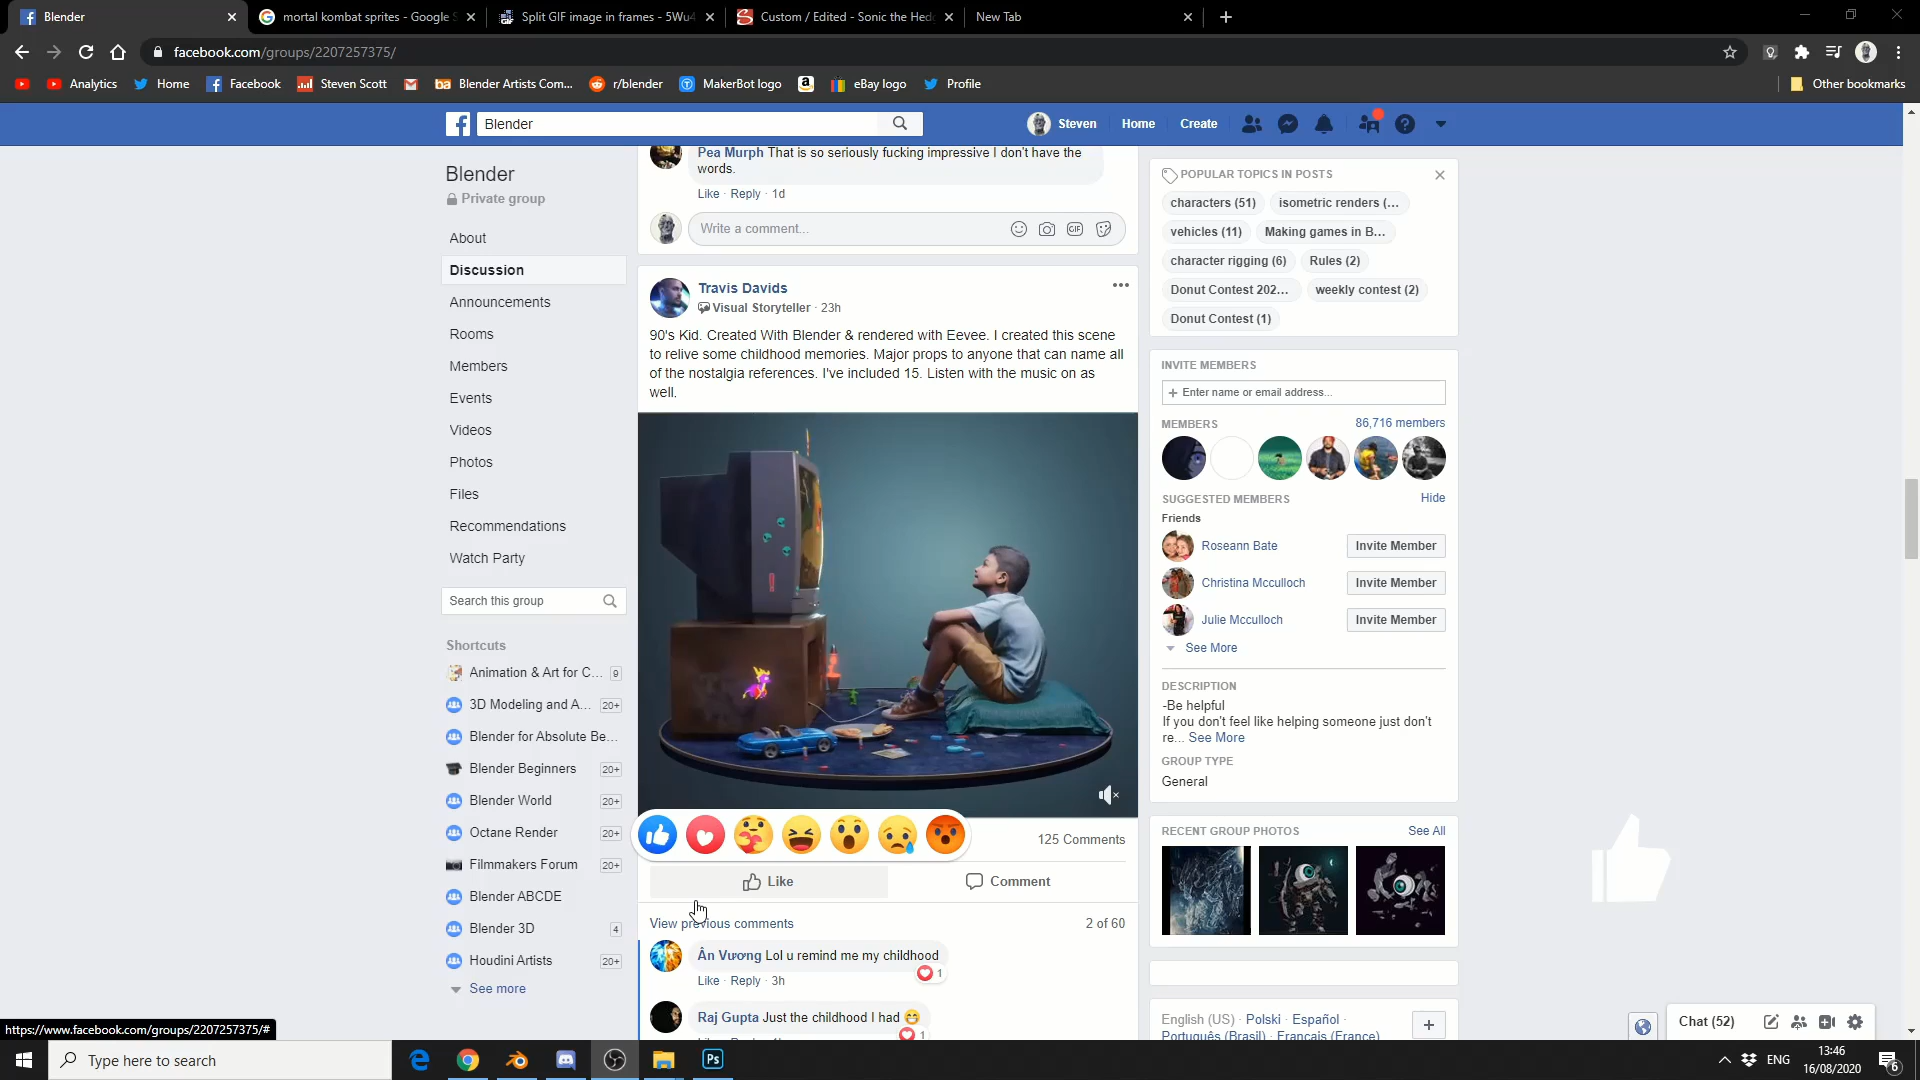 Blender
mortal kombat sprites - Google S
Split GIF image in frames - 5Wu4
Custom / Edited - Sonic the Hedg
New Tab
facebook.com/groups/2207257375/
Analytics
Home
Facebook
Steven Scott
Blender Artists Com...
r/blender
MakerBot logo
eBay logo
Profile
Other bookmarks
Blender
Steven
Home
Create
Blender
Private group
About
Discussion
Announcements
Rooms
Members
Events
Videos
Photos
Files
Recommendations
Watch Party
Search this group
Shortcuts
Animation & Art for C... 9
3D Modeling and A... 20+
Blender for Absolute Be...
Blender Beginners 20+
Blender World 20+
Octane Render 20+
Filmmakers Forum 20+
Blender ABCDE
Blender 3D 4
Houdini Artists 20+
See more
Pea Murph That is so seriously fucking impressive I don't have the
words.
Like · Reply · 1d
Write a comment...
GIF
Travis Davids
Visual Storyteller · 23h
90's Kid. Created With Blender & rendered with Eevee. I created this scene
to relive some childhood memories. Major props to anyone that can name all
of the nostalgia references. I've included 15. Listen with the music on as
well.
125 Comments
Like
Comment
View previous comments
2 of 60
Ân Vương Lol u remind me my childhood
1
Like · Reply · 3h
Raj Gupta Just the childhood I had
1
POPULAR TOPICS IN POSTS
characters (51)
isometric renders (...
vehicles (11)
Making games in B...
character rigging (6)
Rules (2)
Donut Contest 202...
weekly contest (2)
Donut Contest (1)
INVITE MEMBERS
+ Enter name or email address...
MEMBERS
86,716 members
SUGGESTED MEMBERS
Hide
Friends
Roseann Bate
Invite Member
Christina Mcculloch
Invite Member
Julie Mcculloch
Invite Member
See More
DESCRIPTION
-Be helpful
If you don't feel like helping someone just don't
re... See More
GROUP TYPE
General
RECENT GROUP PHOTOS
See All
English (US) · Polski · Español ·
Português (Brasil) · Français (France)
Chat (52)
https://www.facebook.com/groups/2207257375/#
Type here to search
Ps
ENG
13:46
16/08/2020
6